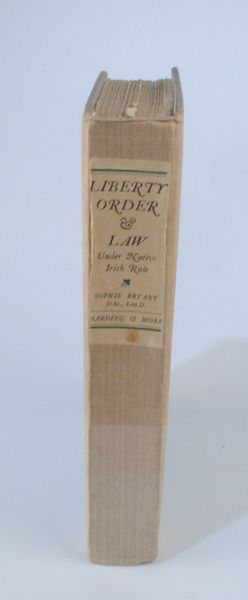 LIBERTY
ORDER
&
LAW
Under Native
Irish Rule
SOPHIE BRYANT
D.Sc., Litt.D.
HARDING & MORE